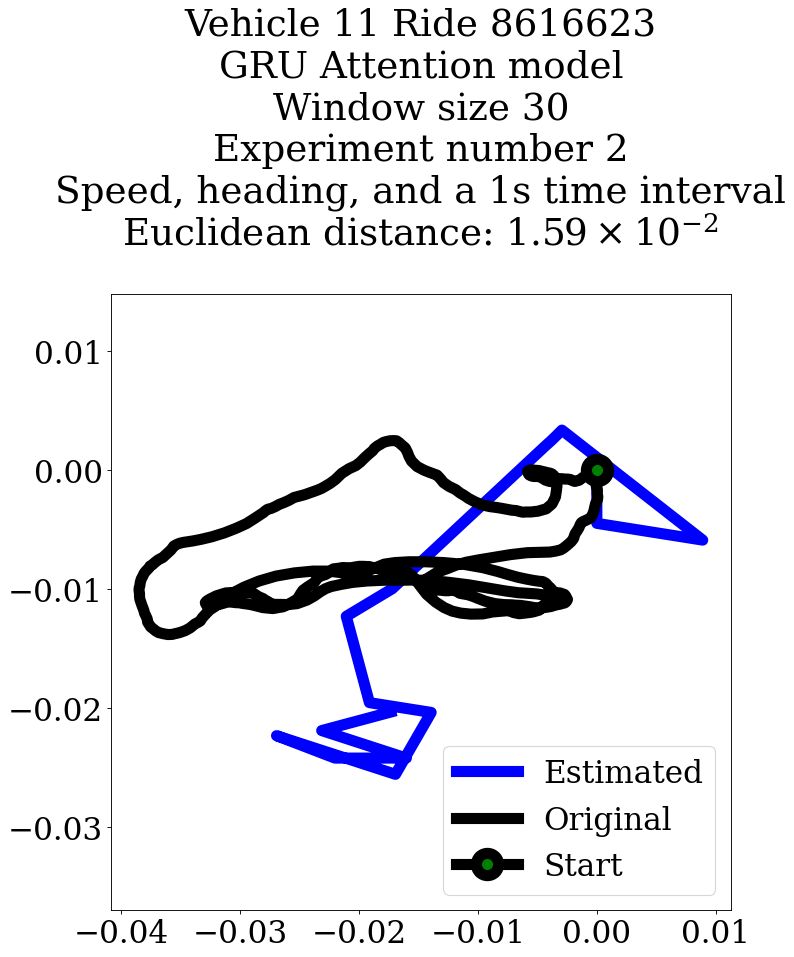 Vehicle 11 Ride 8616623
GRU Attention model
Window size 30
Experiment number 2
Speed, heading, and a 1s time interval
Euclidean distance: 1.59 × 10⁻²
0.01
0.00
−0.01
−0.02
−0.03
Estimated
Original
Start
−0.04 −0.03 −0.02 −0.01 0.00 0.01